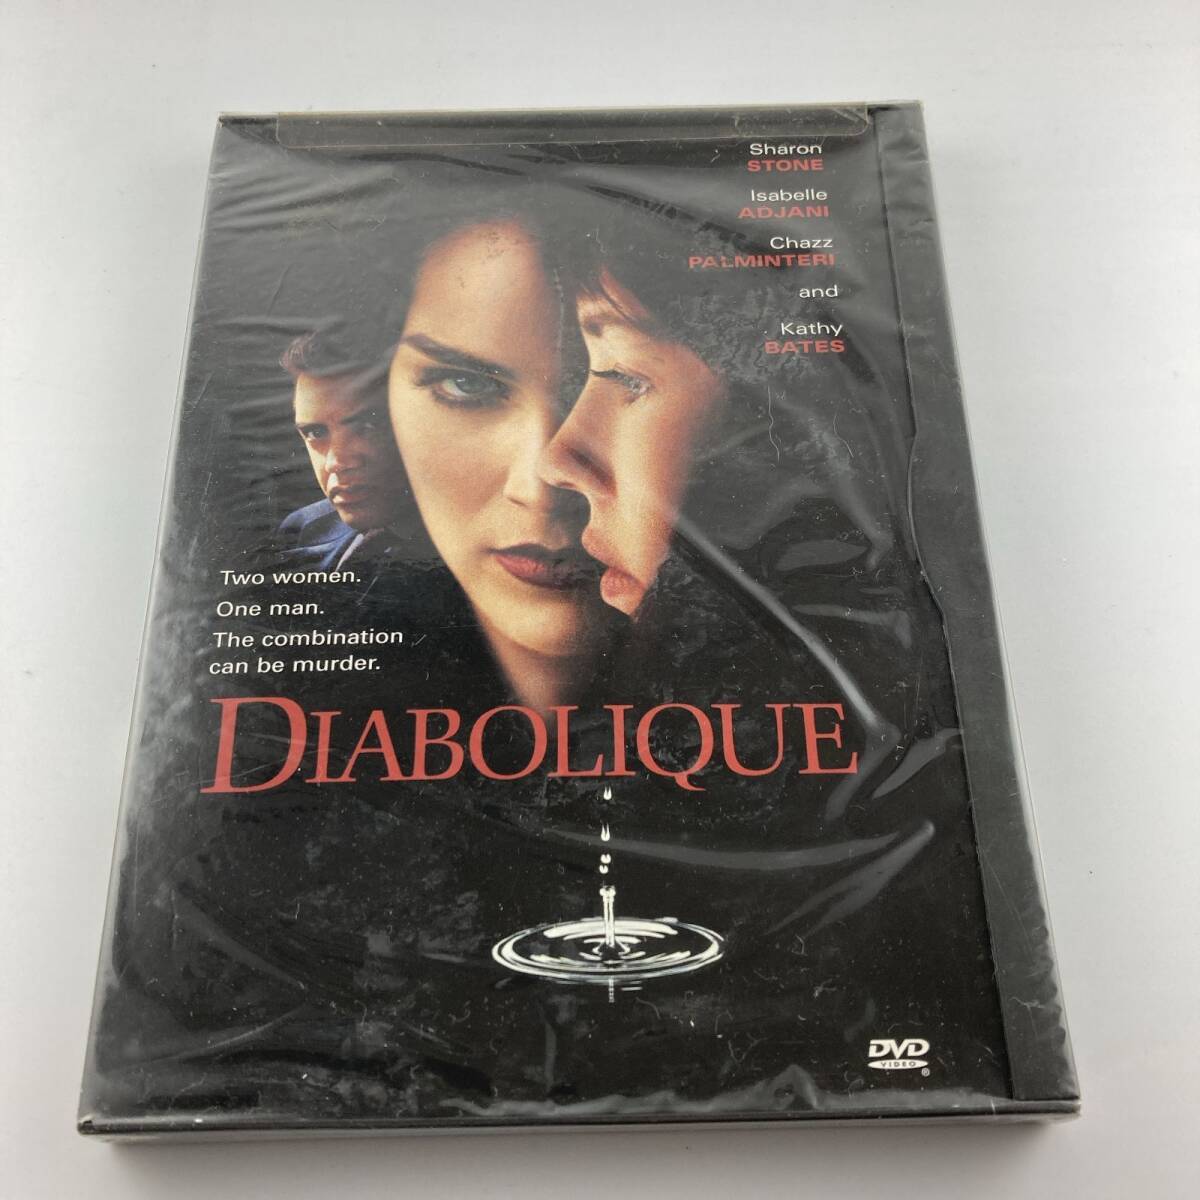 Sharon
STONE
Isabelle
ADJANI
Chazz
PALMINTERI
and
Kathy
BATES
Two women.
One man.
The combination
can be murder.
DIABOLIQUE
DVD
VIDEO
®